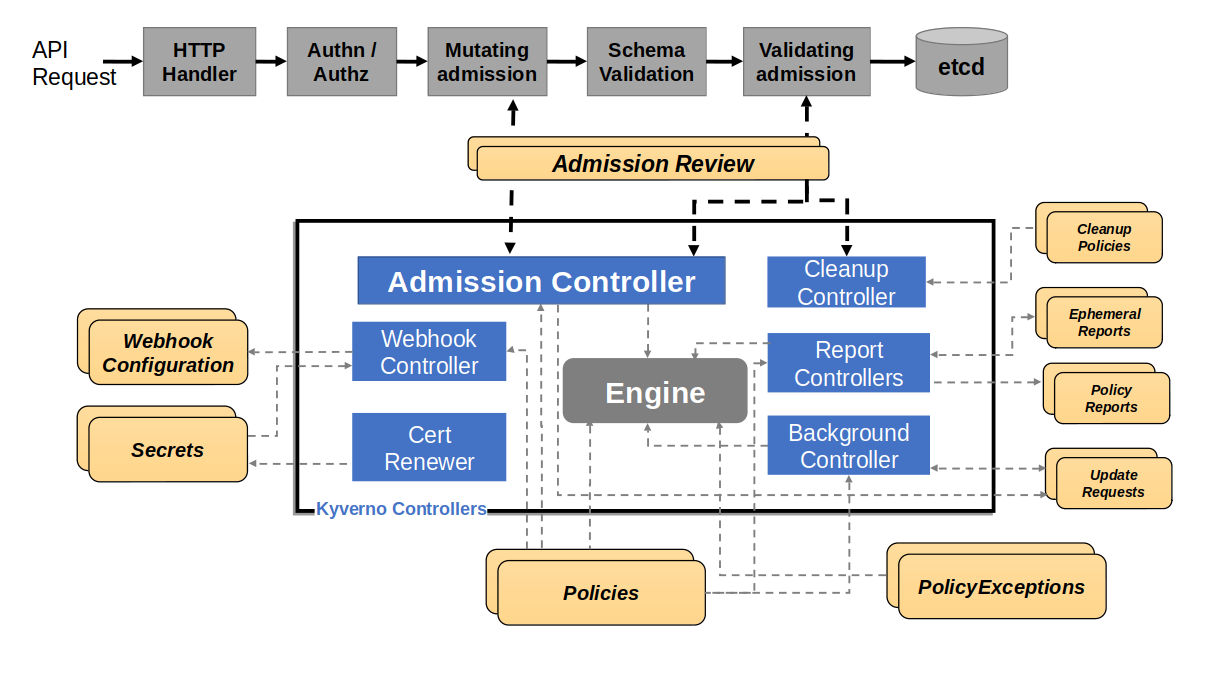 API
Request
HTTP
Handler
Authn /
Authz
Mutating
admission
Schema
Validation
Validating
admission
etcd
Admission Review
Admission Controller
Cleanup
Controller
Cleanup
Policies
Webhook
Configuration
Webhook
Controller
Engine
Report
Controllers
Ephemeral
Reports
Policy
Reports
Secrets
Cert
Renewer
Background
Controller
Update
Requests
Kyverno Controllers
Policies
PolicyExceptions